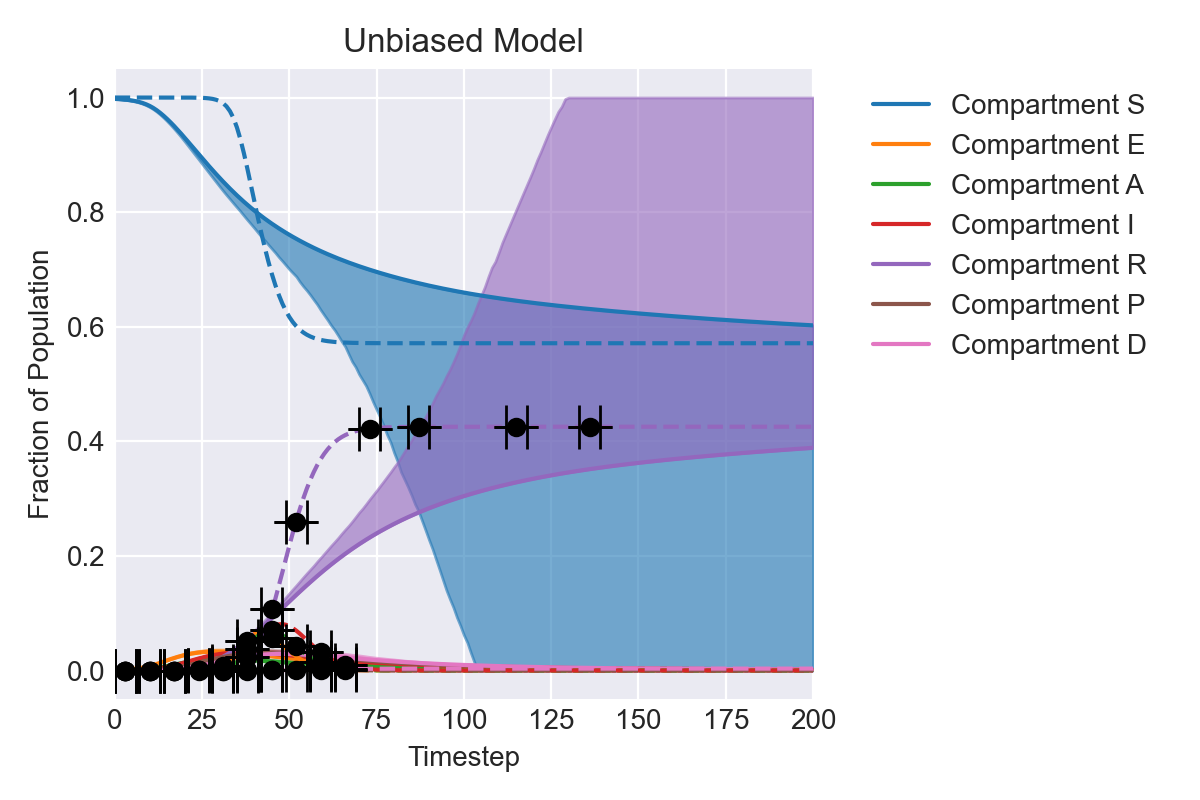 Unbiased Model
Fraction of Population
1.0
0.8
0.6
0.4
0.2
0.0
0 25 50 75 100 125 150 175 200
Timestep
Compartment S
Compartment E
Compartment A
Compartment I
Compartment R
Compartment P
Compartment D